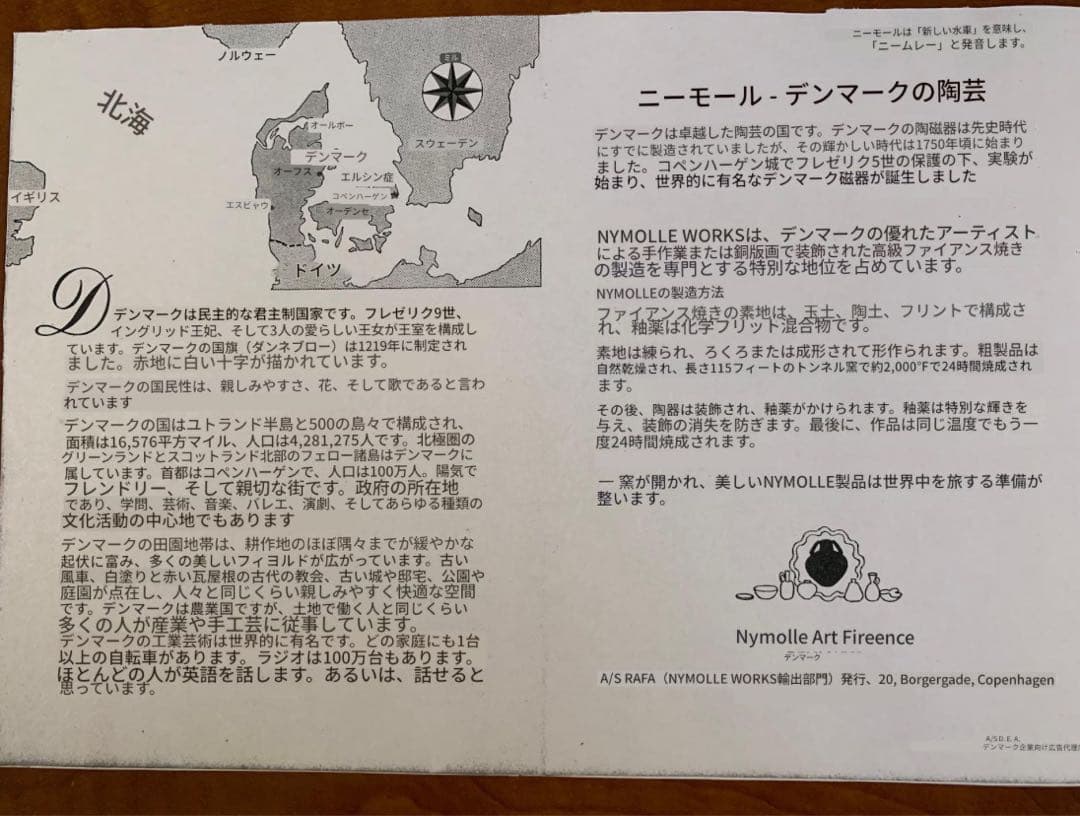 ノルウェー
北海
オールボー
デンマーク
オーフス
エルシン症
コペンハーゲン
エスビャウ
オーデンセ
スウェーデン
イギリス
ドイツ
D
デンマークは民主的な君主制国家です。フレゼリク9世、
イングリッド王妃、そして3人の愛らしい王女が王室を構成し
ています。デンマークの国旗(ダンネブロー)は1219年に制定され
ました。赤地に白い十字が描かれています。
デンマークの国民性は、親しみやすさ、花、そして歌であると言わ
れています
デンマークの国はユトランド半島と500の島々で構成され、
面積は16,576平方マイル、人口は4,281,275人です。北極圏の
グリーンランドとスコットランド北部のフェロー諸島はデンマークに
属しています。首都はコペンハーゲンで、人口は100万人。陽気で
フレンドリー、そして親切な街です。政府の所在地
であり、学問、芸術、音楽、バレエ、演劇、そしてあらゆる種類の
文化活動の中心地でもあります
デンマークの田園地帯は、耕作地のほぼ隅々までが緩やかな
起伏に富み、多くの美しいフィヨルドが広がっています。古い
風車、白塗りと赤い瓦屋根の古代の教会、古い城や邸宅、公園や
庭園が点在し、人々と同じくらい親しみやすく快適な空間
です。デンマークは農業国ですが、土地で働く人と同じくらい
多くの人が産業や手工芸に従事しています。
デンマークの工業芸術は世界的に有名です。どの家庭にも1台
以上の自転車があります。ラジオは100万台もあります。
ほとんどの人が英語を話します。あるいは、話せると
思っています。
ニーモールは「新しい水車」を意味し、
「ニームレー」と発音します。
ニーモール - デンマークの陶芸
デンマークは卓越した陶芸の国です。デンマークの陶磁器は先史時代
にすでに製造されていましたが、その輝かしい時代は1750年頃に始まり
ました。コペンハーゲン城でフレゼリク5世の保護の下、実験が
始まり、世界的に有名なデンマーク磁器が誕生しました
NYMOLLE WORKSは、デンマークの優れたアーティスト
による手作業または銅版画で装飾された高級ファイアンス焼き
の製造を専門とする特別な地位を占めています。
NYMOLLEの製造方法
ファイアンス焼きの素地は、玉土、陶土、フリントで構成さ
れ、釉薬は化学フリット混合物です。
素地は練られ、ろくろまたは成形されて形作られます。粗製品は
自然乾燥され、長さ115フィートのトンネル窯で約2,000°Fで24時間焼成され
ます。
その後、陶器は装飾され、釉薬がかけられます。釉薬は特別な輝きを
与え、装飾の消失を防ぎます。最後に、作品は同じ温度でもう一
度24時間焼成されます。
— 窯が開かれ、美しいNYMOLLE製品は世界中を旅する準備が
整います。
Nymolle Art Fireence
デンマーク
A/S RAFA(NYMOLLE WORKS輸出部門)発行、20, Borgergade, Copenhagen
A/S D. E. A.
デンマーク企業向け広告代理